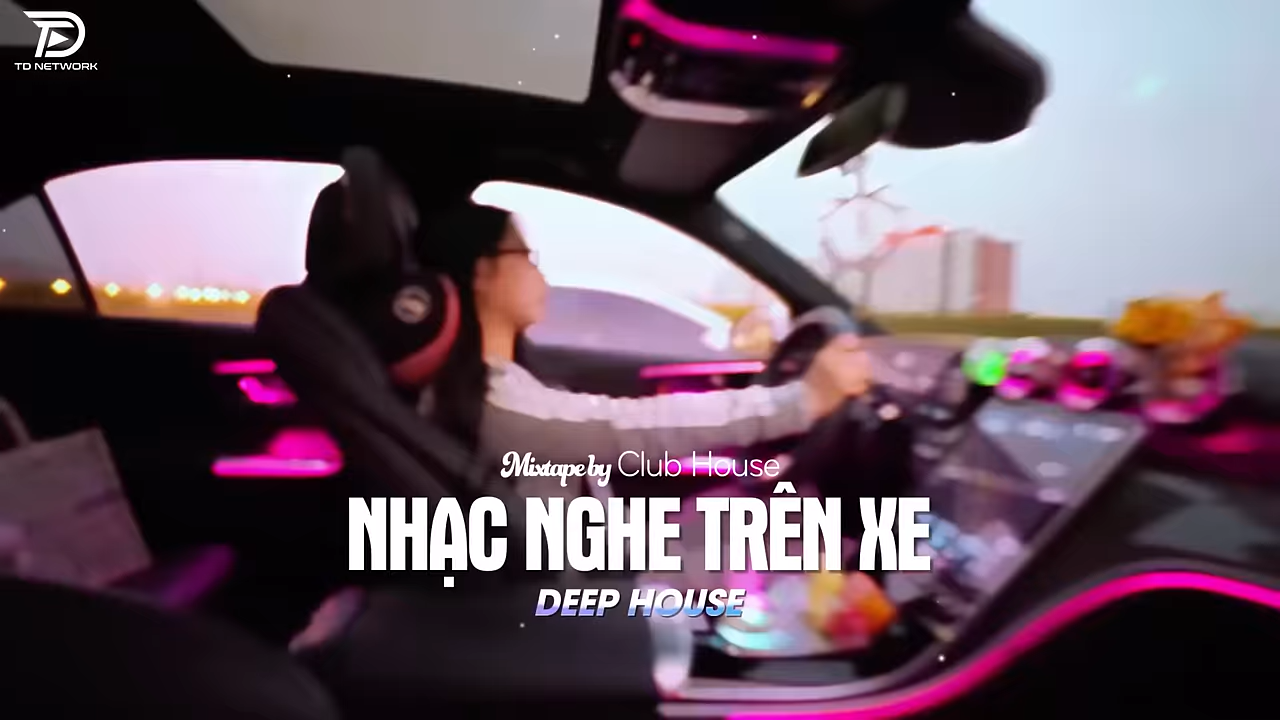 TD NETWORK
Mixtape by Club House
NHẠC NGHE TRÊN XE
DEEP HOUSE